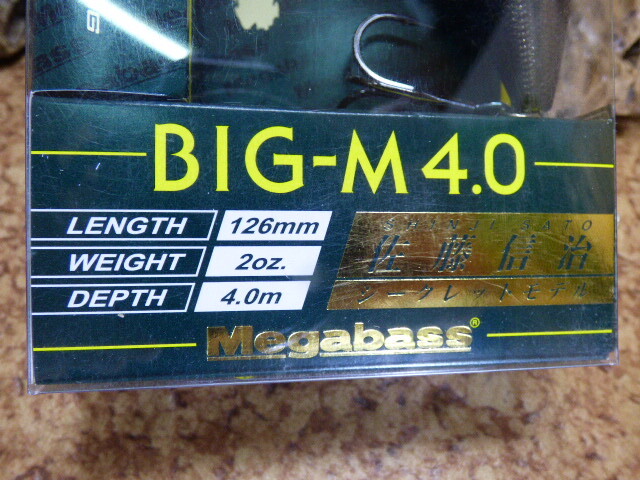 BIG-M 4.0
LENGTH 126mm
WEIGHT 2oz.
DEPTH 4.0m
SHINJI SATO
佐藤信治
シークレットモデル
Megabass®